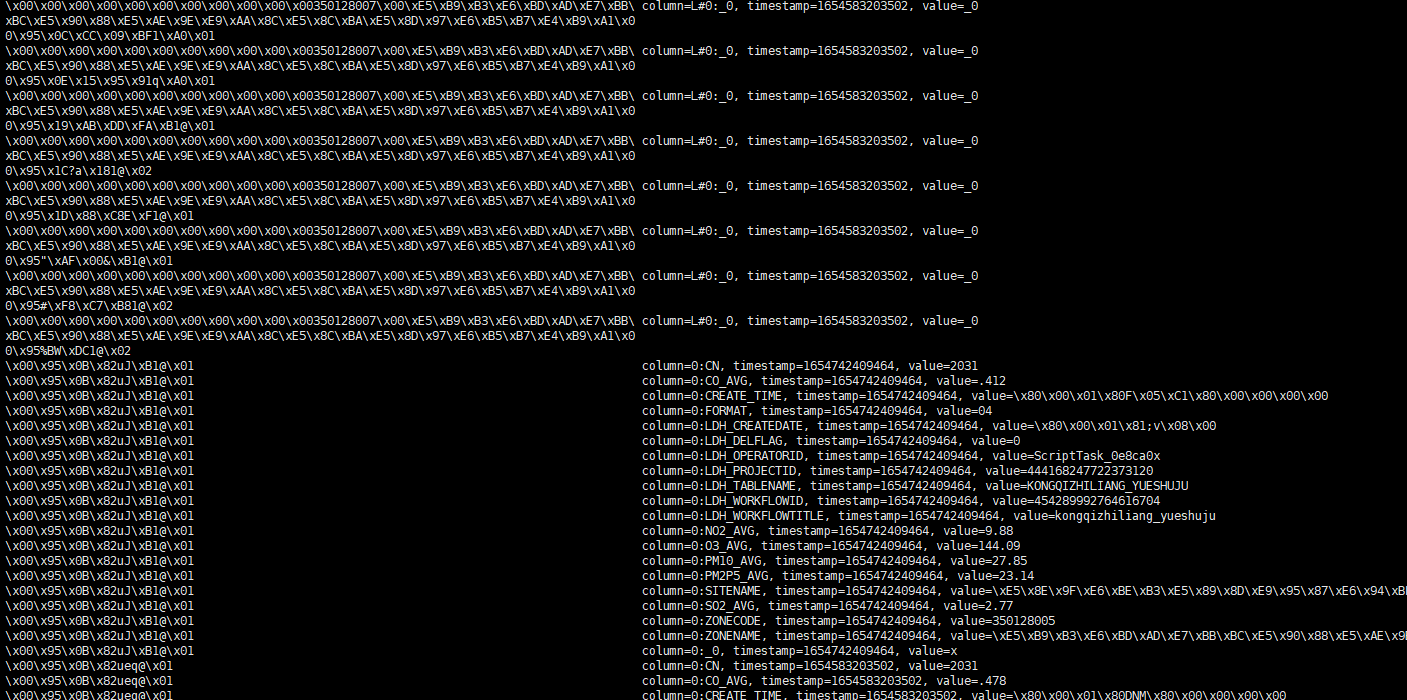 \x00\x00\x00\x00\x00\x00\x00\x00\x00\x00\x00350128007\x00\xE5\xB9\xB3\xE6\xBD\xAD\xE7\xBB\ column=L#0:_0, timestamp=1654583203502, value=_0
xBC\xE5\x90\x88\xE5\xAE\x9E\xE9\xAA\x8C\xE5\x8C\xBA\xE5\x8D\x97\xE6\xB5\xB7\xE4\xB9\xA1\x0
0\x95\x0C\xCC\x09\xBF1\xA0\x01
\x00\x00\x00\x00\x00\x00\x00\x00\x00\x00\x00350128007\x00\xE5\xB9\xB3\xE6\xBD\xAD\xE7\xBB\ column=L#0:_0, timestamp=1654583203502, value=_0
xBC\xE5\x90\x88\xE5\xAE\x9E\xE9\xAA\x8C\xE5\x8C\xBA\xE5\x8D\x97\xE6\xB5\xB7\xE4\xB9\xA1\x0
0\x95\x0E\x15\x95\x91q\xA0\x01
\x00\x00\x00\x00\x00\x00\x00\x00\x00\x00\x00350128007\x00\xE5\xB9\xB3\xE6\xBD\xAD\xE7\xBB\ column=L#0:_0, timestamp=1654583203502, value=_0
xBC\xE5\x90\x88\xE5\xAE\x9E\xE9\xAA\x8C\xE5\x8C\xBA\xE5\x8D\x97\xE6\xB5\xB7\xE4\xB9\xA1\x0
0\x95\x19\xAB\xDD\xFA\xB1@\x01
\x00\x00\x00\x00\x00\x00\x00\x00\x00\x00\x00350128007\x00\xE5\xB9\xB3\xE6\xBD\xAD\xE7\xBB\ column=L#0:_0, timestamp=1654583203502, value=_0
xBC\xE5\x90\x88\xE5\xAE\x9E\xE9\xAA\x8C\xE5\x8C\xBA\xE5\x8D\x97\xE6\xB5\xB7\xE4\xB9\xA1\x0
0\x95\x1C?a\x181@\x02
\x00\x00\x00\x00\x00\x00\x00\x00\x00\x00\x00350128007\x00\xE5\xB9\xB3\xE6\xBD\xAD\xE7\xBB\ column=L#0:_0, timestamp=1654583203502, value=_0
xBC\xE5\x90\x88\xE5\xAE\x9E\xE9\xAA\x8C\xE5\x8C\xBA\xE5\x8D\x97\xE6\xB5\xB7\xE4\xB9\xA1\x0
0\x95\x1D\x88\xC8E\xF1@\x01
\x00\x00\x00\x00\x00\x00\x00\x00\x00\x00\x00350128007\x00\xE5\xB9\xB3\xE6\xBD\xAD\xE7\xBB\ column=L#0:_0, timestamp=1654583203502, value=_0
xBC\xE5\x90\x88\xE5\xAE\x9E\xE9\xAA\x8C\xE5\x8C\xBA\xE5\x8D\x97\xE6\xB5\xB7\xE4\xB9\xA1\x0
0\x95"\xAF\x00&\xB1@\x01
\x00\x00\x00\x00\x00\x00\x00\x00\x00\x00\x00350128007\x00\xE5\xB9\xB3\xE6\xBD\xAD\xE7\xBB\ column=L#0:_0, timestamp=1654583203502, value=_0
xBC\xE5\x90\x88\xE5\xAE\x9E\xE9\xAA\x8C\xE5\x8C\xBA\xE5\x8D\x97\xE6\xB5\xB7\xE4\xB9\xA1\x0
0\x95#\xF8\xC7\xB81@\x02
\x00\x00\x00\x00\x00\x00\x00\x00\x00\x00\x00350128007\x00\xE5\xB9\xB3\xE6\xBD\xAD\xE7\xBB\ column=L#0:_0, timestamp=1654583203502, value=_0
xBC\xE5\x90\x88\xE5\xAE\x9E\xE9\xAA\x8C\xE5\x8C\xBA\xE5\x8D\x97\xE6\xB5\xB7\xE4\xB9\xA1\x0
0\x95%BW\xDC1@\x02
\x00\x95\x0B\x82uJ\xB1@\x01 column=0:CN, timestamp=1654742409464, value=2031
\x00\x95\x0B\x82uJ\xB1@\x01 column=0:CO_AVG, timestamp=1654742409464, value=.412
\x00\x95\x0B\x82uJ\xB1@\x01 column=0:CREATE_TIME, timestamp=1654742409464, value=\x80\x00\x01\x80F\x05\xC1\x80\x00\x00\x00\x00
\x00\x95\x0B\x82uJ\xB1@\x01 column=0:FORMAT, timestamp=1654742409464, value=04
\x00\x95\x0B\x82uJ\xB1@\x01 column=0:LDH_CREATEDATE, timestamp=1654742409464, value=\x80\x00\x01\x81;v\x08\x00
\x00\x95\x0B\x82uJ\xB1@\x01 column=0:LDH_DELFLAG, timestamp=1654742409464, value=0
\x00\x95\x0B\x82uJ\xB1@\x01 column=0:LDH_OPERATORID, timestamp=1654742409464, value=ScriptTask_0e8ca0x
\x00\x95\x0B\x82uJ\xB1@\x01 column=0:LDH_PROJECTID, timestamp=1654742409464, value=444168247722373120
\x00\x95\x0B\x82uJ\xB1@\x01 column=0:LDH_TABLENAME, timestamp=1654742409464, value=KONGQIZHILIANG_YUESHUJU
\x00\x95\x0B\x82uJ\xB1@\x01 column=0:LDH_WORKFLOWID, timestamp=1654742409464, value=454289992764616704
\x00\x95\x0B\x82uJ\xB1@\x01 column=0:LDH_WORKFLOWTITLE, timestamp=1654742409464, value=kongqizhiliang_yueshuju
\x00\x95\x0B\x82uJ\xB1@\x01 column=0:NO2_AVG, timestamp=1654742409464, value=9.88
\x00\x95\x0B\x82uJ\xB1@\x01 column=0:O3_AVG, timestamp=1654742409464, value=144.09
\x00\x95\x0B\x82uJ\xB1@\x01 column=0:PM10_AVG, timestamp=1654742409464, value=27.85
\x00\x95\x0B\x82uJ\xB1@\x01 column=0:PM2P5_AVG, timestamp=1654742409464, value=23.14
\x00\x95\x0B\x82uJ\xB1@\x01 column=0:SITENAME, timestamp=1654742409464, value=\xE5\x8E\x9F\xE6\xBE\xB3\xE5\x89\x8D\xE9\x95\x87\xE6\x94\xB
\x00\x95\x0B\x82uJ\xB1@\x01 column=0:SO2_AVG, timestamp=1654742409464, value=2.77
\x00\x95\x0B\x82uJ\xB1@\x01 column=0:ZONECODE, timestamp=1654742409464, value=350128005
\x00\x95\x0B\x82uJ\xB1@\x01 column=0:ZONENAME, timestamp=1654742409464, value=\xE5\xB9\xB3\xE6\xBD\xAD\xE7\xBB\xBC\xE5\x90\x88\xE5\xAE\x9
\x00\x95\x0B\x82uJ\xB1@\x01 column=0:_0, timestamp=1654742409464, value=x
\x00\x95\x0B\x82ueq@\x01 column=0:CN, timestamp=1654583203502, value=2031
\x00\x95\x0B\x82ueq@\x01 column=0:CO_AVG, timestamp=1654583203502, value=.478
\x00\x95\x0B\x82ueq@\x01 column=0:CREATE_TIME, timestamp=1654583203502, value=\x80\x00\x01\x80DNM\x80\x00\x00\x00\x00